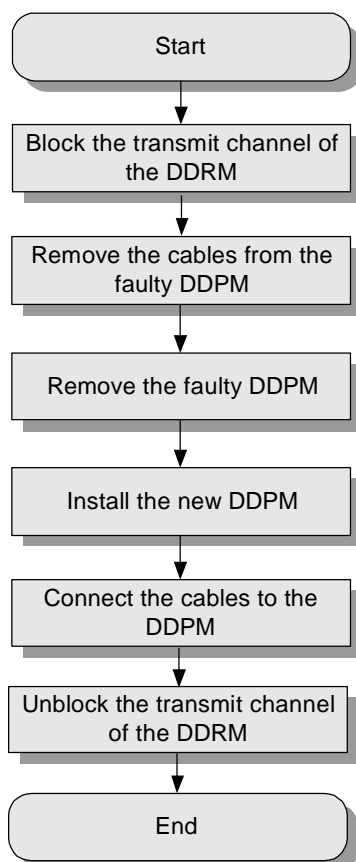 Start
Block the transmit channel of
the DDRM
Remove the cables from the
faulty DDPM
Remove the faulty DDPM
Install the new DDPM
Connect the cables to the
DDPM
Unblock the transmit channel
of the DDRM
End